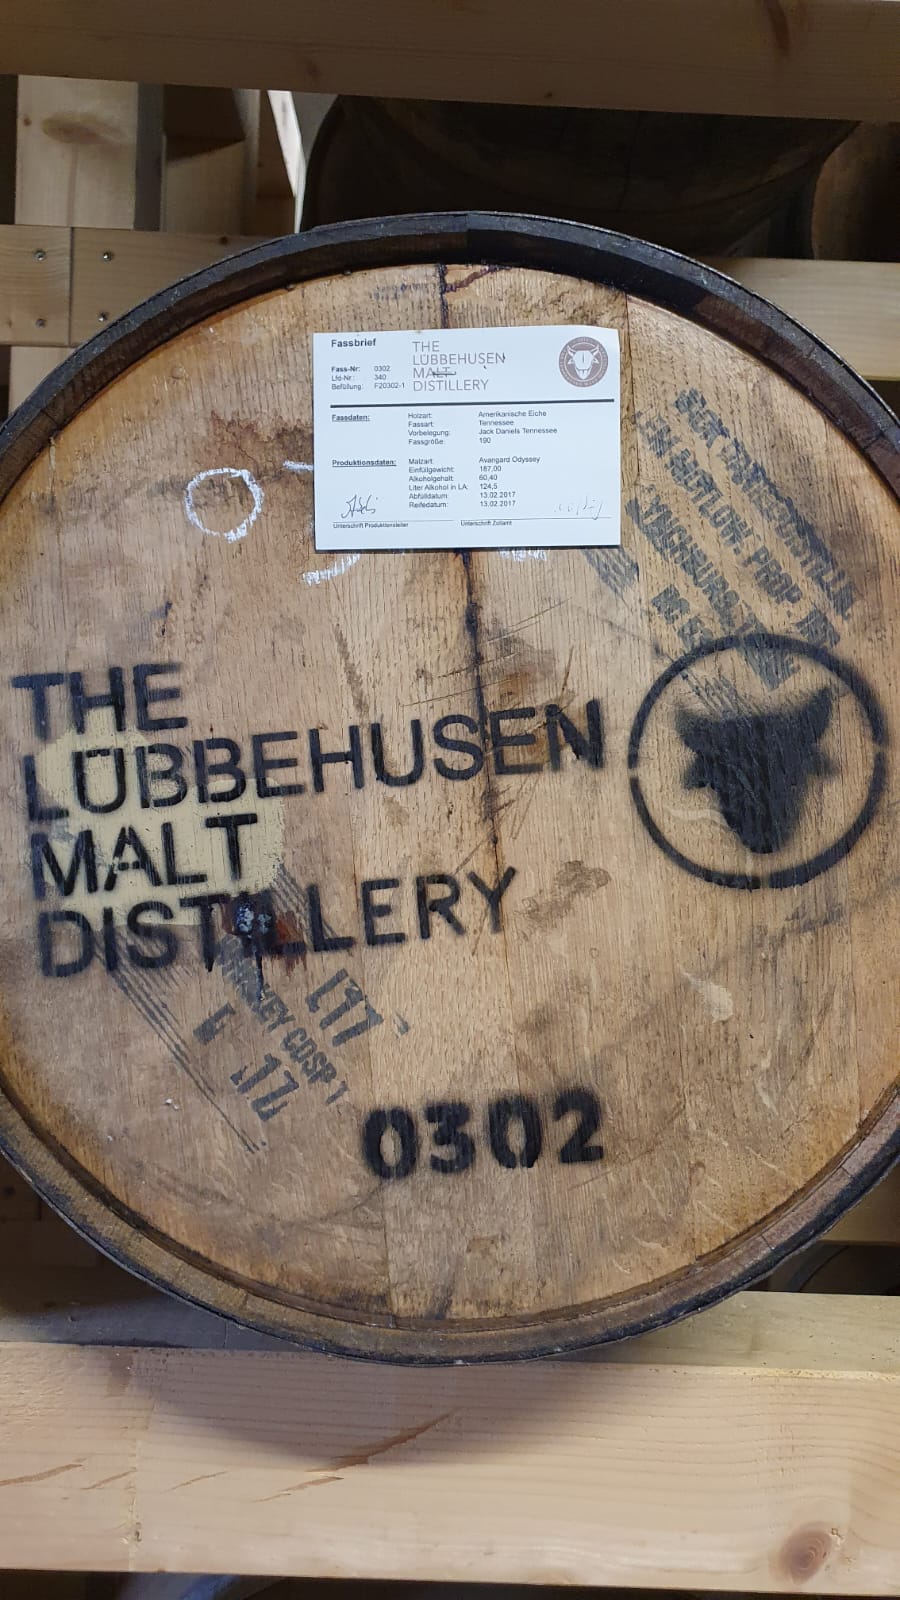 Fassbrief
THE
LÜBBEHUSEN
MALT
DISTILLERY
Fass-Nr: 0302
Lfd-Nr.: 340
Befüllung: F20302-1
Fassdaten:
Holzart: Amerikanische Eiche
Fassart: Tennessee
Vorbelegung: Jack Daniels Tennessee
Fassgröße: 190
Produktionsdaten:
Malzart: Avangard Odyssey
Einfüllgewicht: 187,00
Alkoholgehalt: 60,40
Liter Alkohol in LA: 124,5
Abfülldatum: 13.02.2017
Reifedatum: 13.02.2017
Unterschrift Produktionsleiter
Unterschrift Zollamt
THE
LÜBBEHUSEN
MALT
DISTILLERY
0302